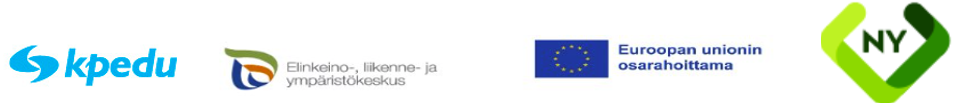 kpedu
Elinkeino-, liikenne- ja
ympäristökeskus
Euroopan unionin
osarahoittama
NY